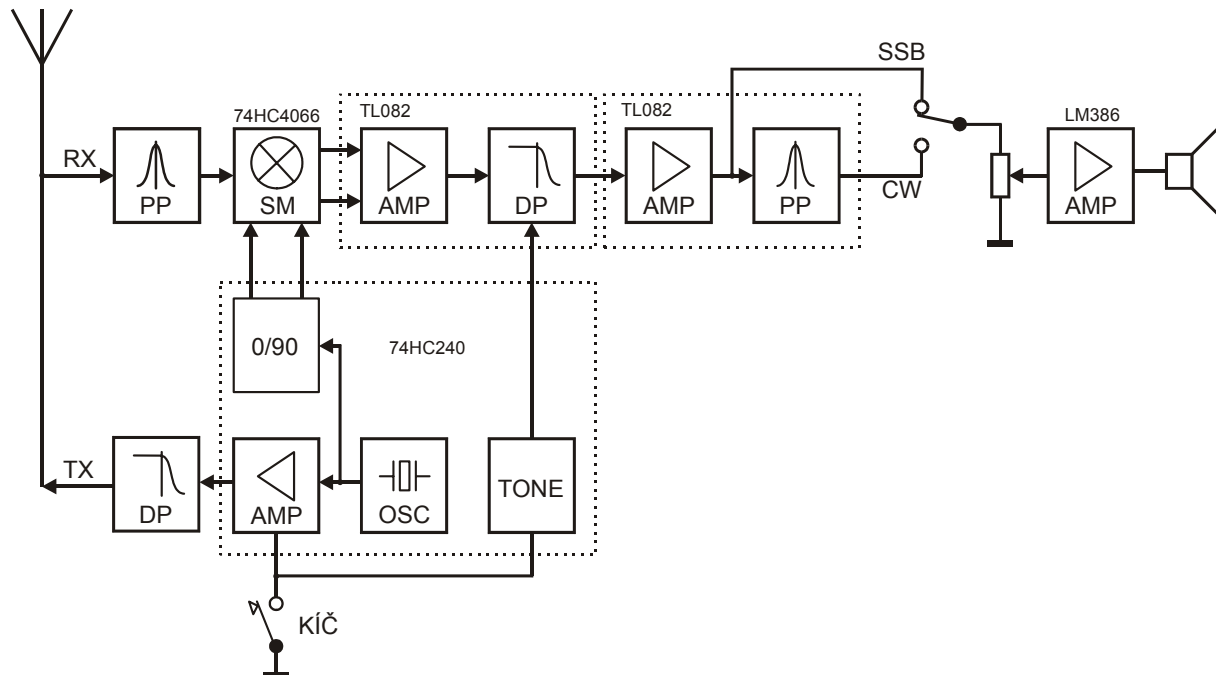 SSB
74HC4066
TL082
TL082
LM386
RX
PP
SM
AMP
DP
AMP
PP
CW
AMP
0/90
74HC240
TX
DP
AMP
OSC
TONE
KÍČ